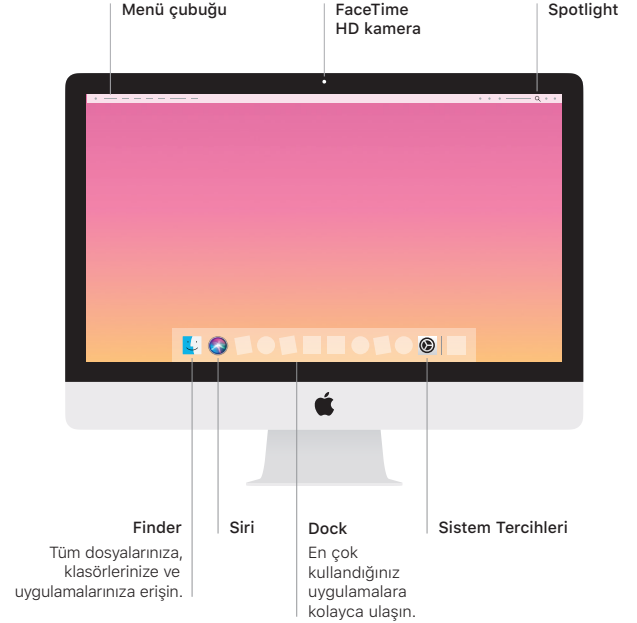 Menü çubuğu
FaceTime
HD kamera
Spotlight
Finder
Tüm dosyalarınıza,
klasörlerinize ve
uygulamalarınıza erişin.
Siri
Dock
En çok
kullandığınız
uygulamalara
kolayca ulaşın.
Sistem Tercihleri